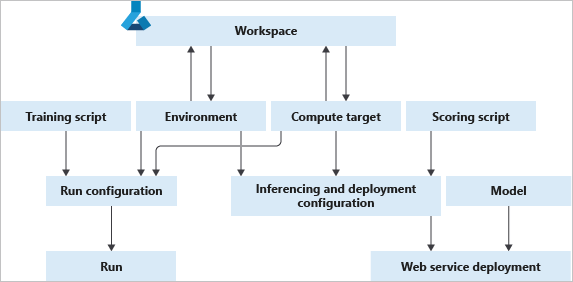 Workspace
Training script
Environment
Compute target
Scoring script
Run configuration
Inferencing and deployment
configuration
Model
Run
Web service deployment